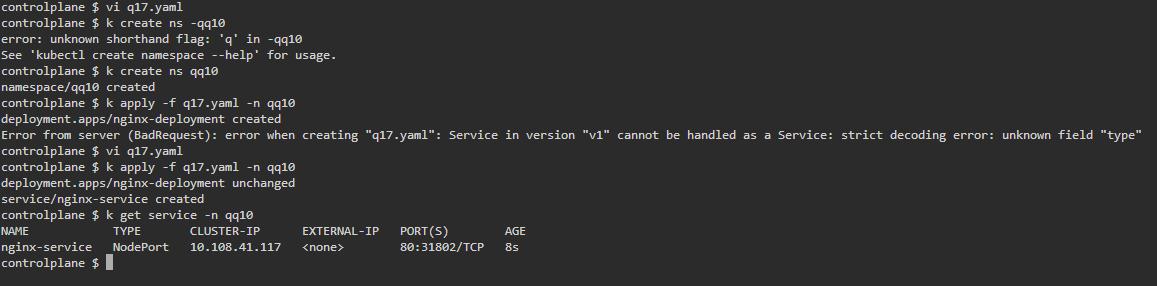 controlplane $ vi q17.yaml
controlplane $ k create ns -qq10
error: unknown shorthand flag: 'q' in -qq10
See 'kubectl create namespace --help' for usage.
controlplane $ k create ns qq10
namespace/qq10 created
controlplane $ k apply -f q17.yaml -n qq10
deployment.apps/nginx-deployment created
Error from server (BadRequest): error when creating "q17.yaml": Service in version "v1" cannot be handled as a Service: strict decoding error: unknown field "type"
controlplane $ vi q17.yaml
controlplane $ k apply -f q17.yaml -n qq10
deployment.apps/nginx-deployment unchanged
service/nginx-service created
controlplane $ k get service -n qq10
NAME TYPE CLUSTER-IP EXTERNAL-IP PORT(S) AGE
nginx-service NodePort 10.108.41.117 <none> 80:31802/TCP 8s
controlplane $